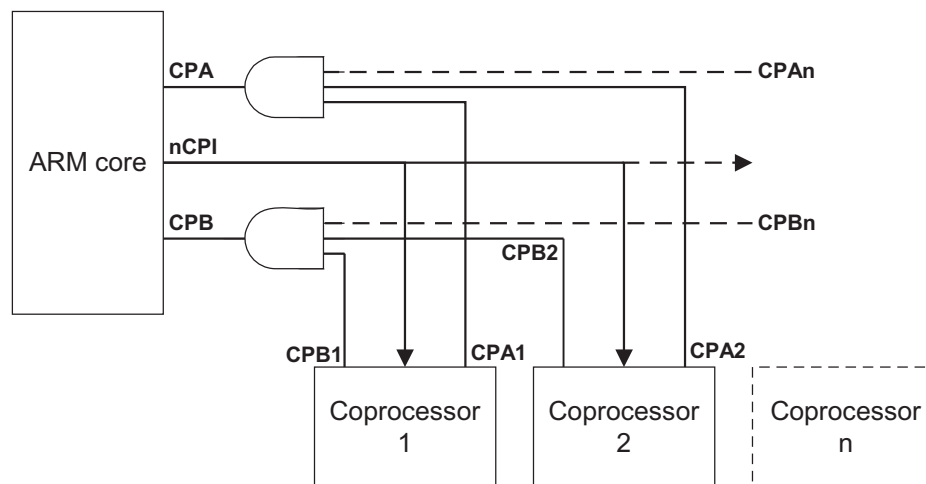 CPA
CPAn
nCPI
ARM core
CPB
CPBn
CPB2
CPB1
CPA1
CPA2
Coprocessor
1
Coprocessor
2
Coprocessor
n